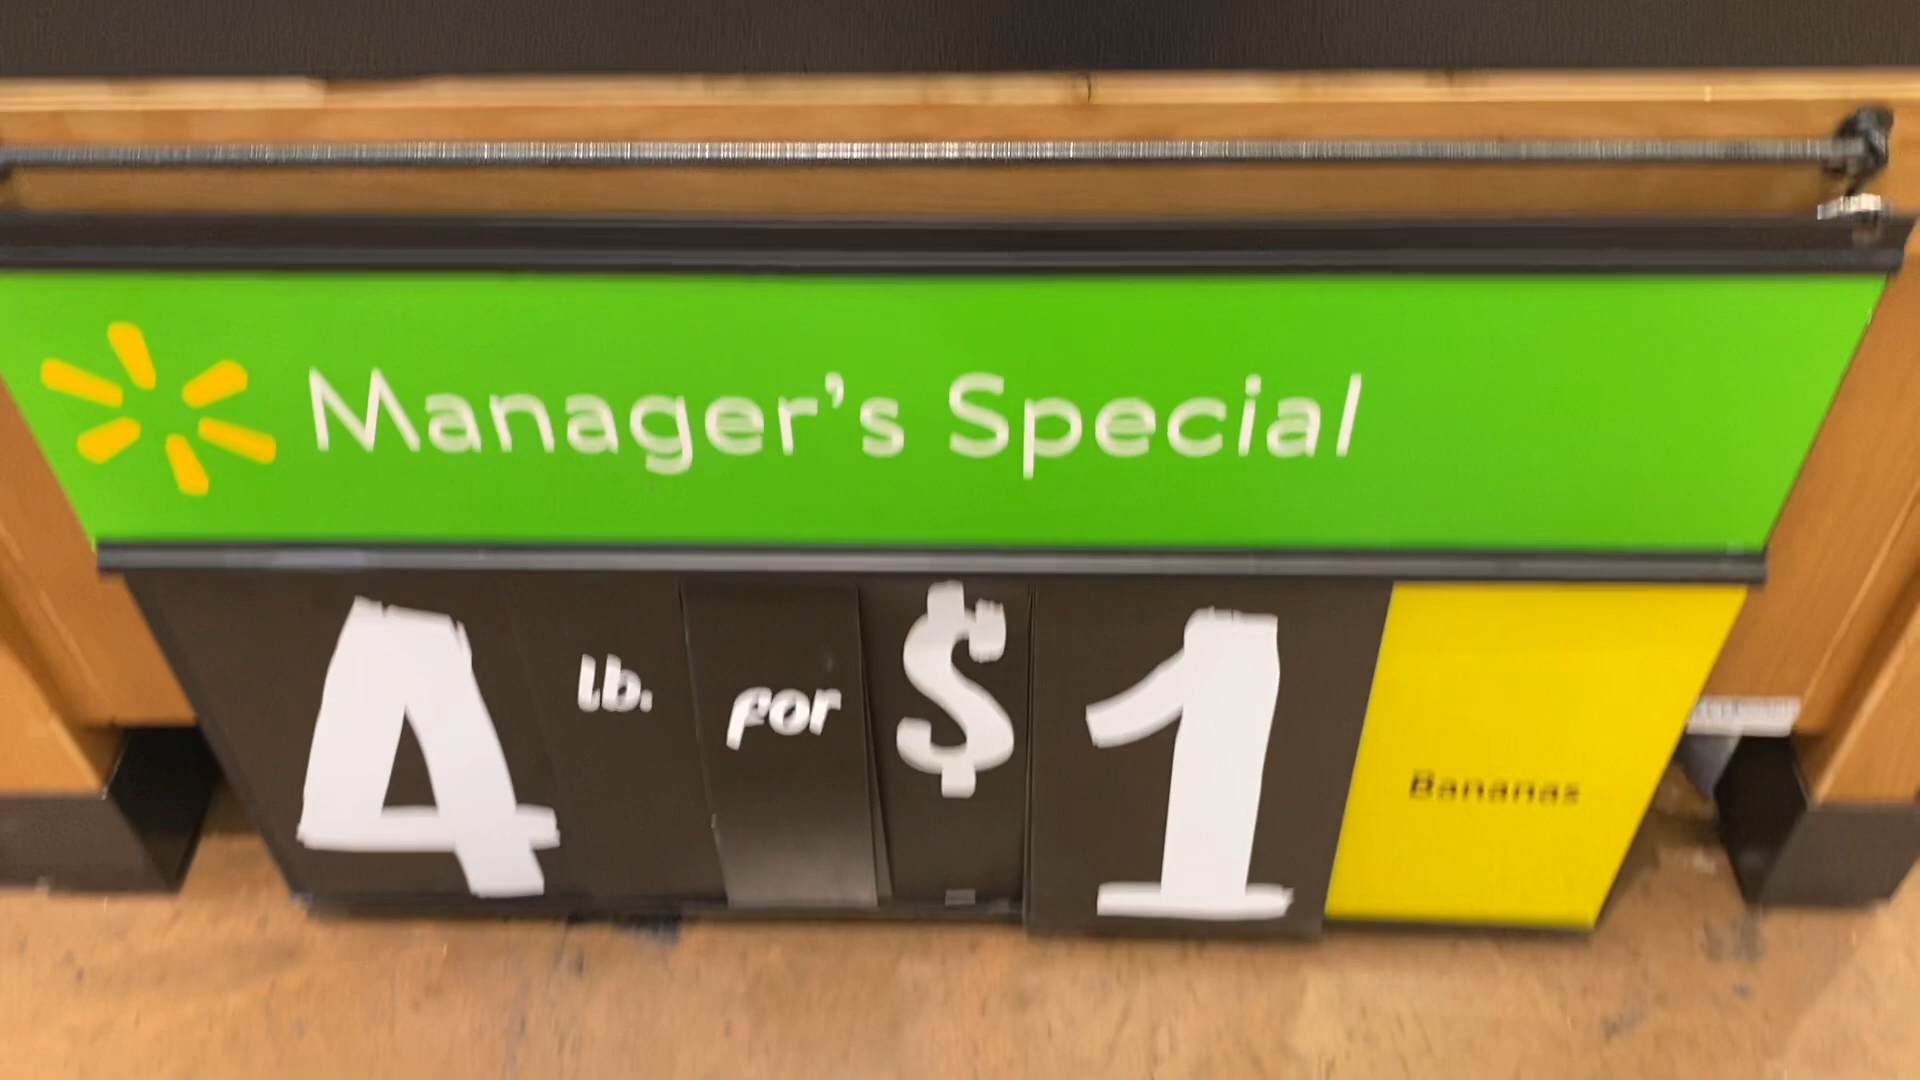 Manager's Special
4 lb. for $1
Bananas